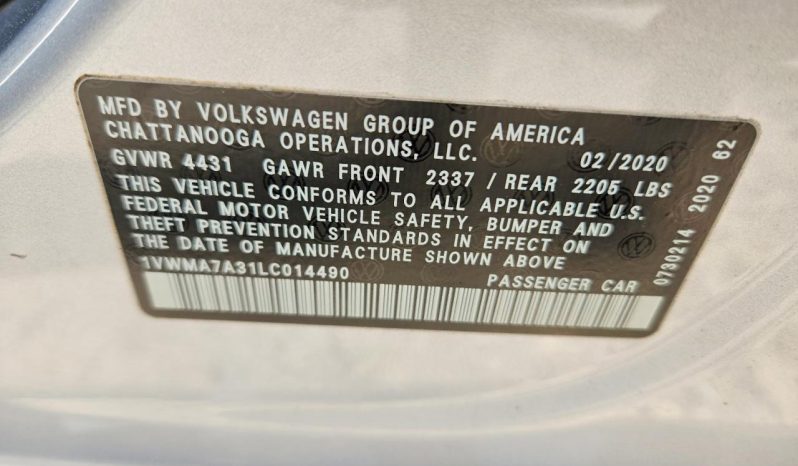 MFD BY VOLKSWAGEN GROUP OF AMERICA
CHATTANOOGA OPERATIONS, LLC. 02/2020
GVWR 4431 GAWR FRONT 2337 / REAR 2205 LBS
THIS VEHICLE CONFORMS TO ALL APPLICABLE U.S.
FEDERAL MOTOR VEHICLE SAFETY, BUMPER AND
THEFT PREVENTION STANDARDS IN EFFECT ON
THE DATE OF MANUFACTURE SHOWN ABOVE
1VWMA7A31LC014490 PASSENGER CAR
0730214 2020 62